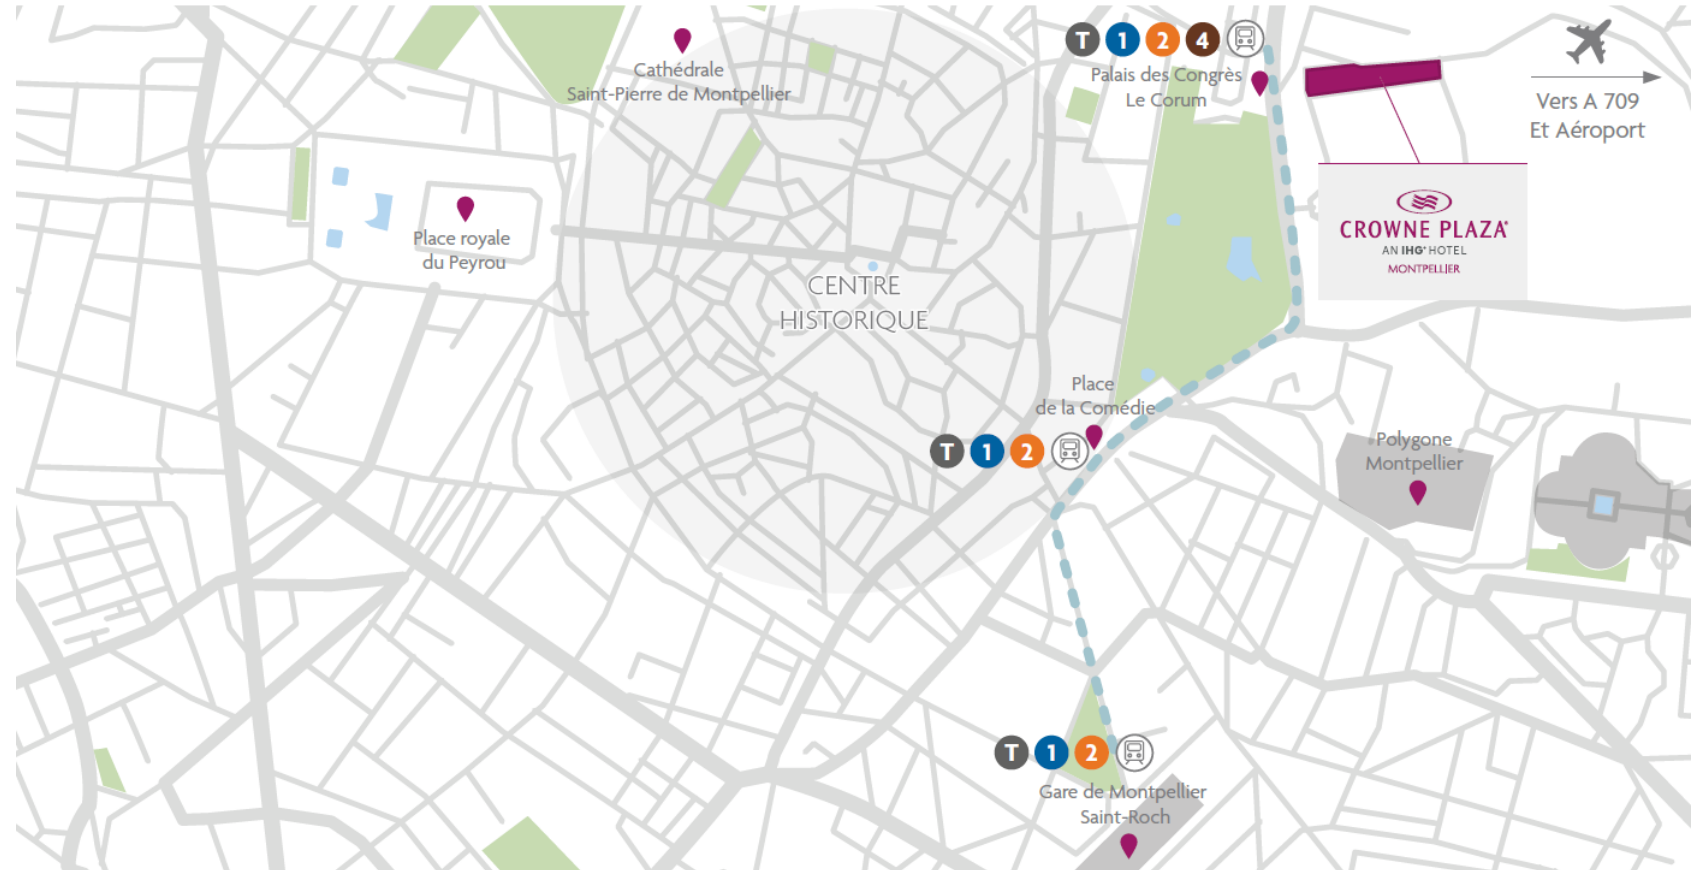 Cathédrale
Saint-Pierre de Montpellier
T 1 2 4
Palais des Congrès
Le Corum
Vers A 709
Et Aéroport
CROWNE PLAZA®
AN IHG® HOTEL
MONTPELLIER
Place royale
du Peyrou
CENTRE
HISTORIQUE
Place
de la Comédie
T 1 2
Polygone
Montpellier
T 1 2
Gare de Montpellier
Saint-Roch